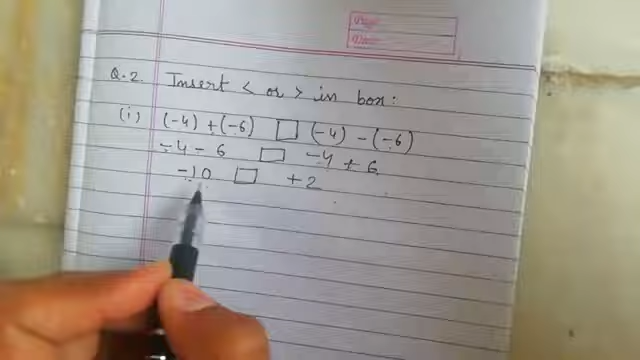 Page
Date
Q.2. Insert < or > in box:
(i) (-4) + (-6) □ (-4) - (-6)
-4 - 6 □ -4 + 6
-10 □ +2